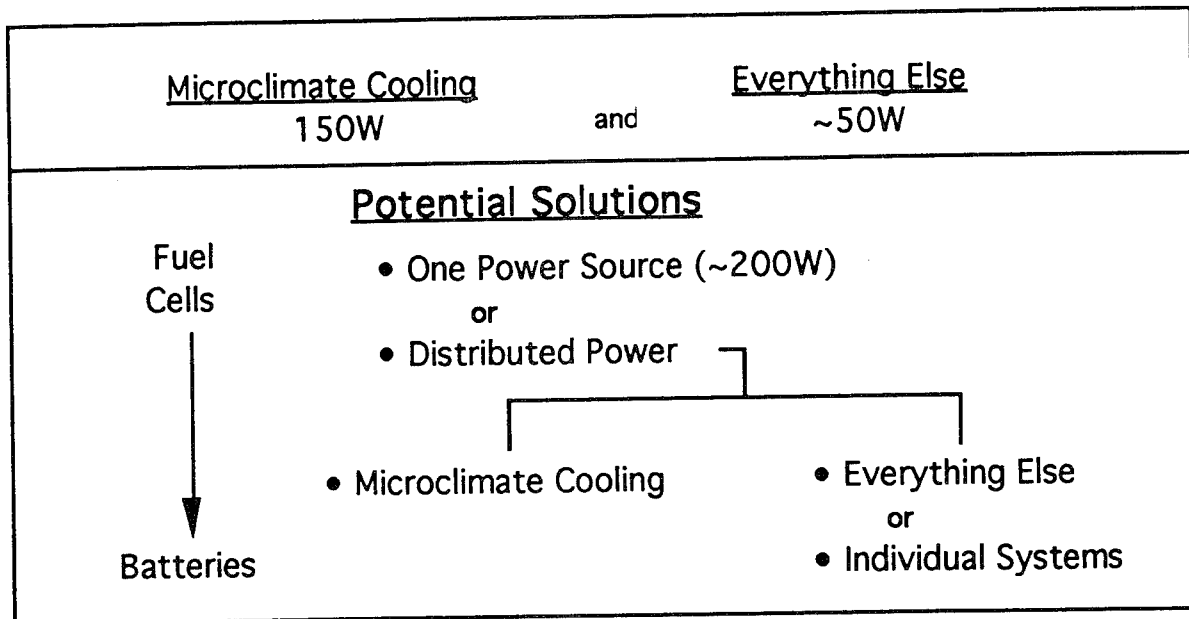 Microclimate Cooling Everything Else
150W and ~50W
Potential Solutions
Fuel
Cells
• One Power Source (~200W)
or
• Distributed Power
• Microclimate Cooling
• Everything Else
or
• Individual Systems
Batteries